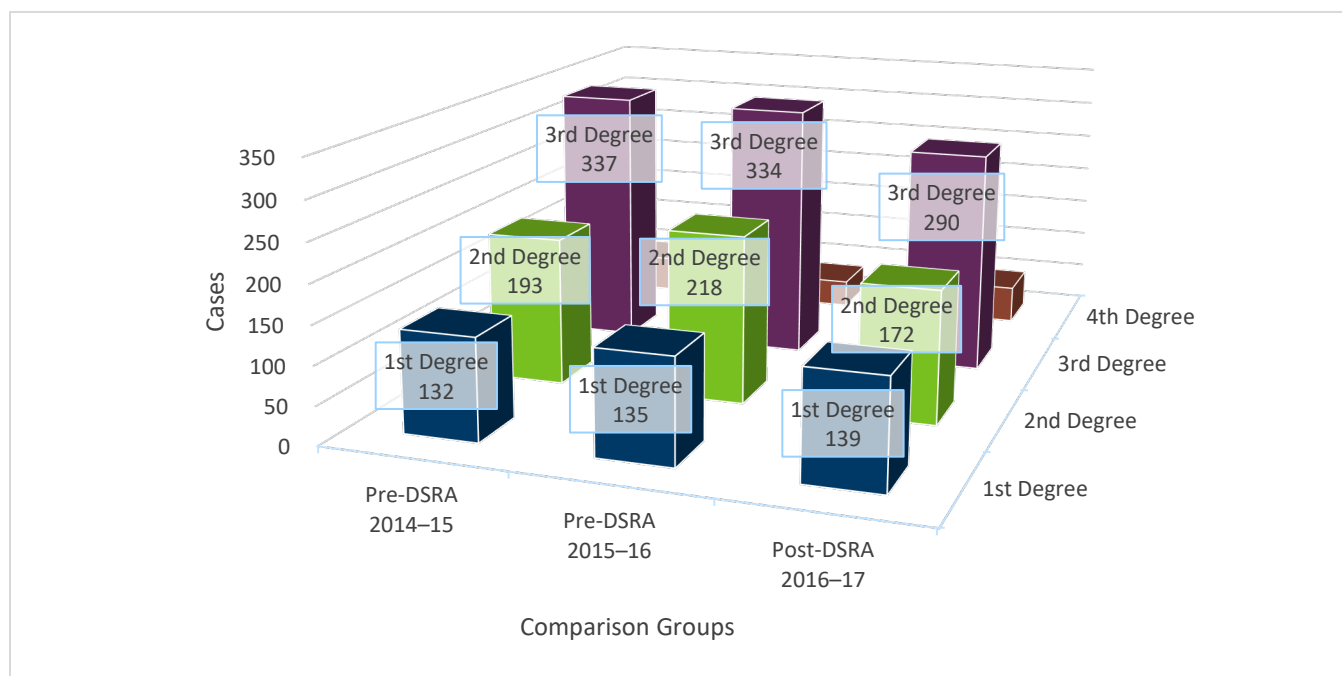 350
300
250
200
150
100
50
0
Cases
3rd Degree
337
3rd Degree
334
3rd Degree
290
2nd Degree
193
2nd Degree
218
2nd Degree
172
1st Degree
132
1st Degree
135
1st Degree
139
4th Degree
3rd Degree
2nd Degree
1st Degree
Pre-DSRA
2014–15
Pre-DSRA
2015–16
Post-DSRA
2016–17
Comparison Groups